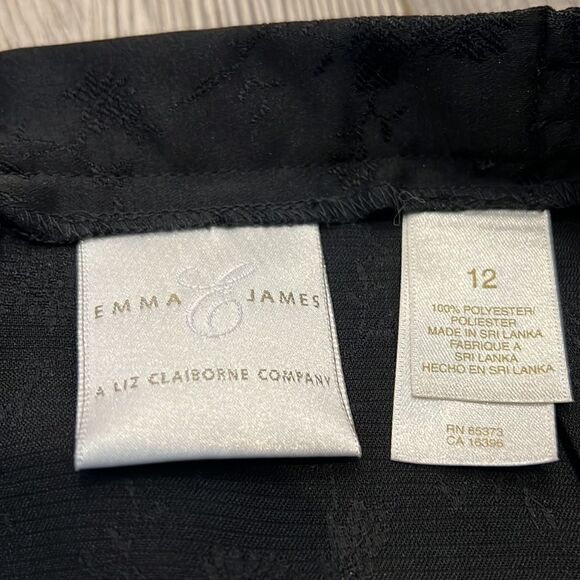 EMMA E JAMES
A LIZ CLAIBORNE COMPANY
12
100% POLYESTER/
POLIESTER
MADE IN SRI LANKA
FABRIQUE A
SRI LANKA
HECHO EN SRI LANKA
RN 85373
CA 16396